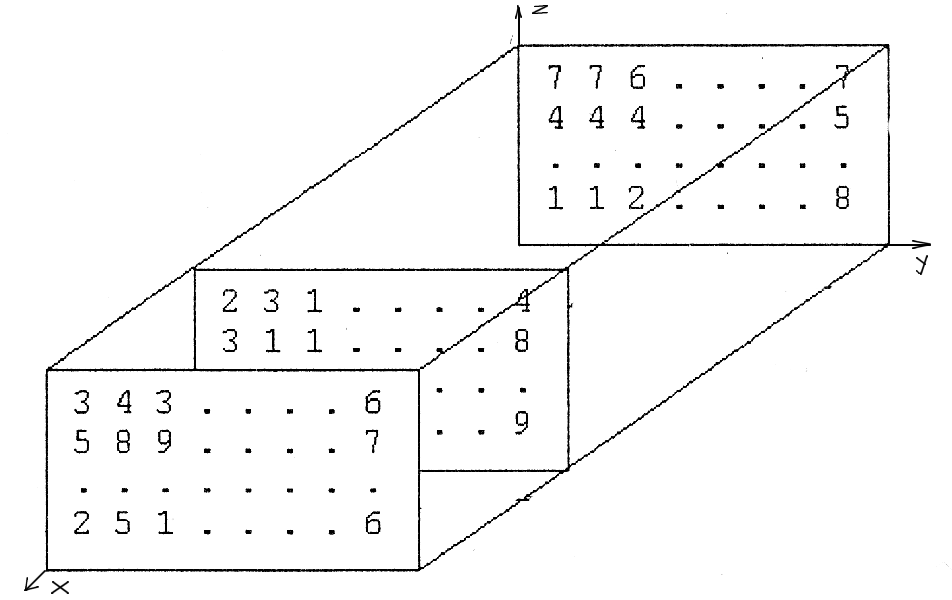 z
7 7 6 . . . . 7
4 4 4 . . . . 5
. . . . . . . .
1 1 2 . . . . 8
y
2 3 1 . . . . 4
3 1 1 . . . . 8
. . .
. . 9
3 4 3 . . . . 6
5 8 9 . . . . 7
. . . . . . . .
2 5 1 . . . . 6
x